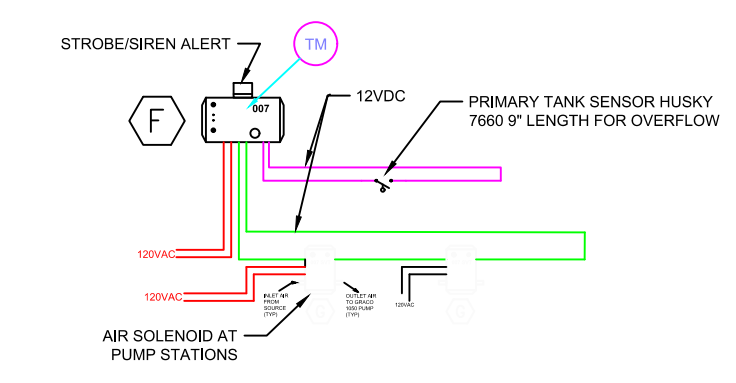 STROBE/SIREN ALERT
TM
12VDC
007
PRIMARY TANK SENSOR HUSKY
7660 9" LENGTH FOR OVERFLOW
F
120VAC
120VAC
INLET AIR
FROM
SOURCE
(TYP)
OUTLET AIR
TO GRACO
1050 PUMP
(TYP)
120VAC
G
AIR SOLENOID AT
PUMP STATIONS